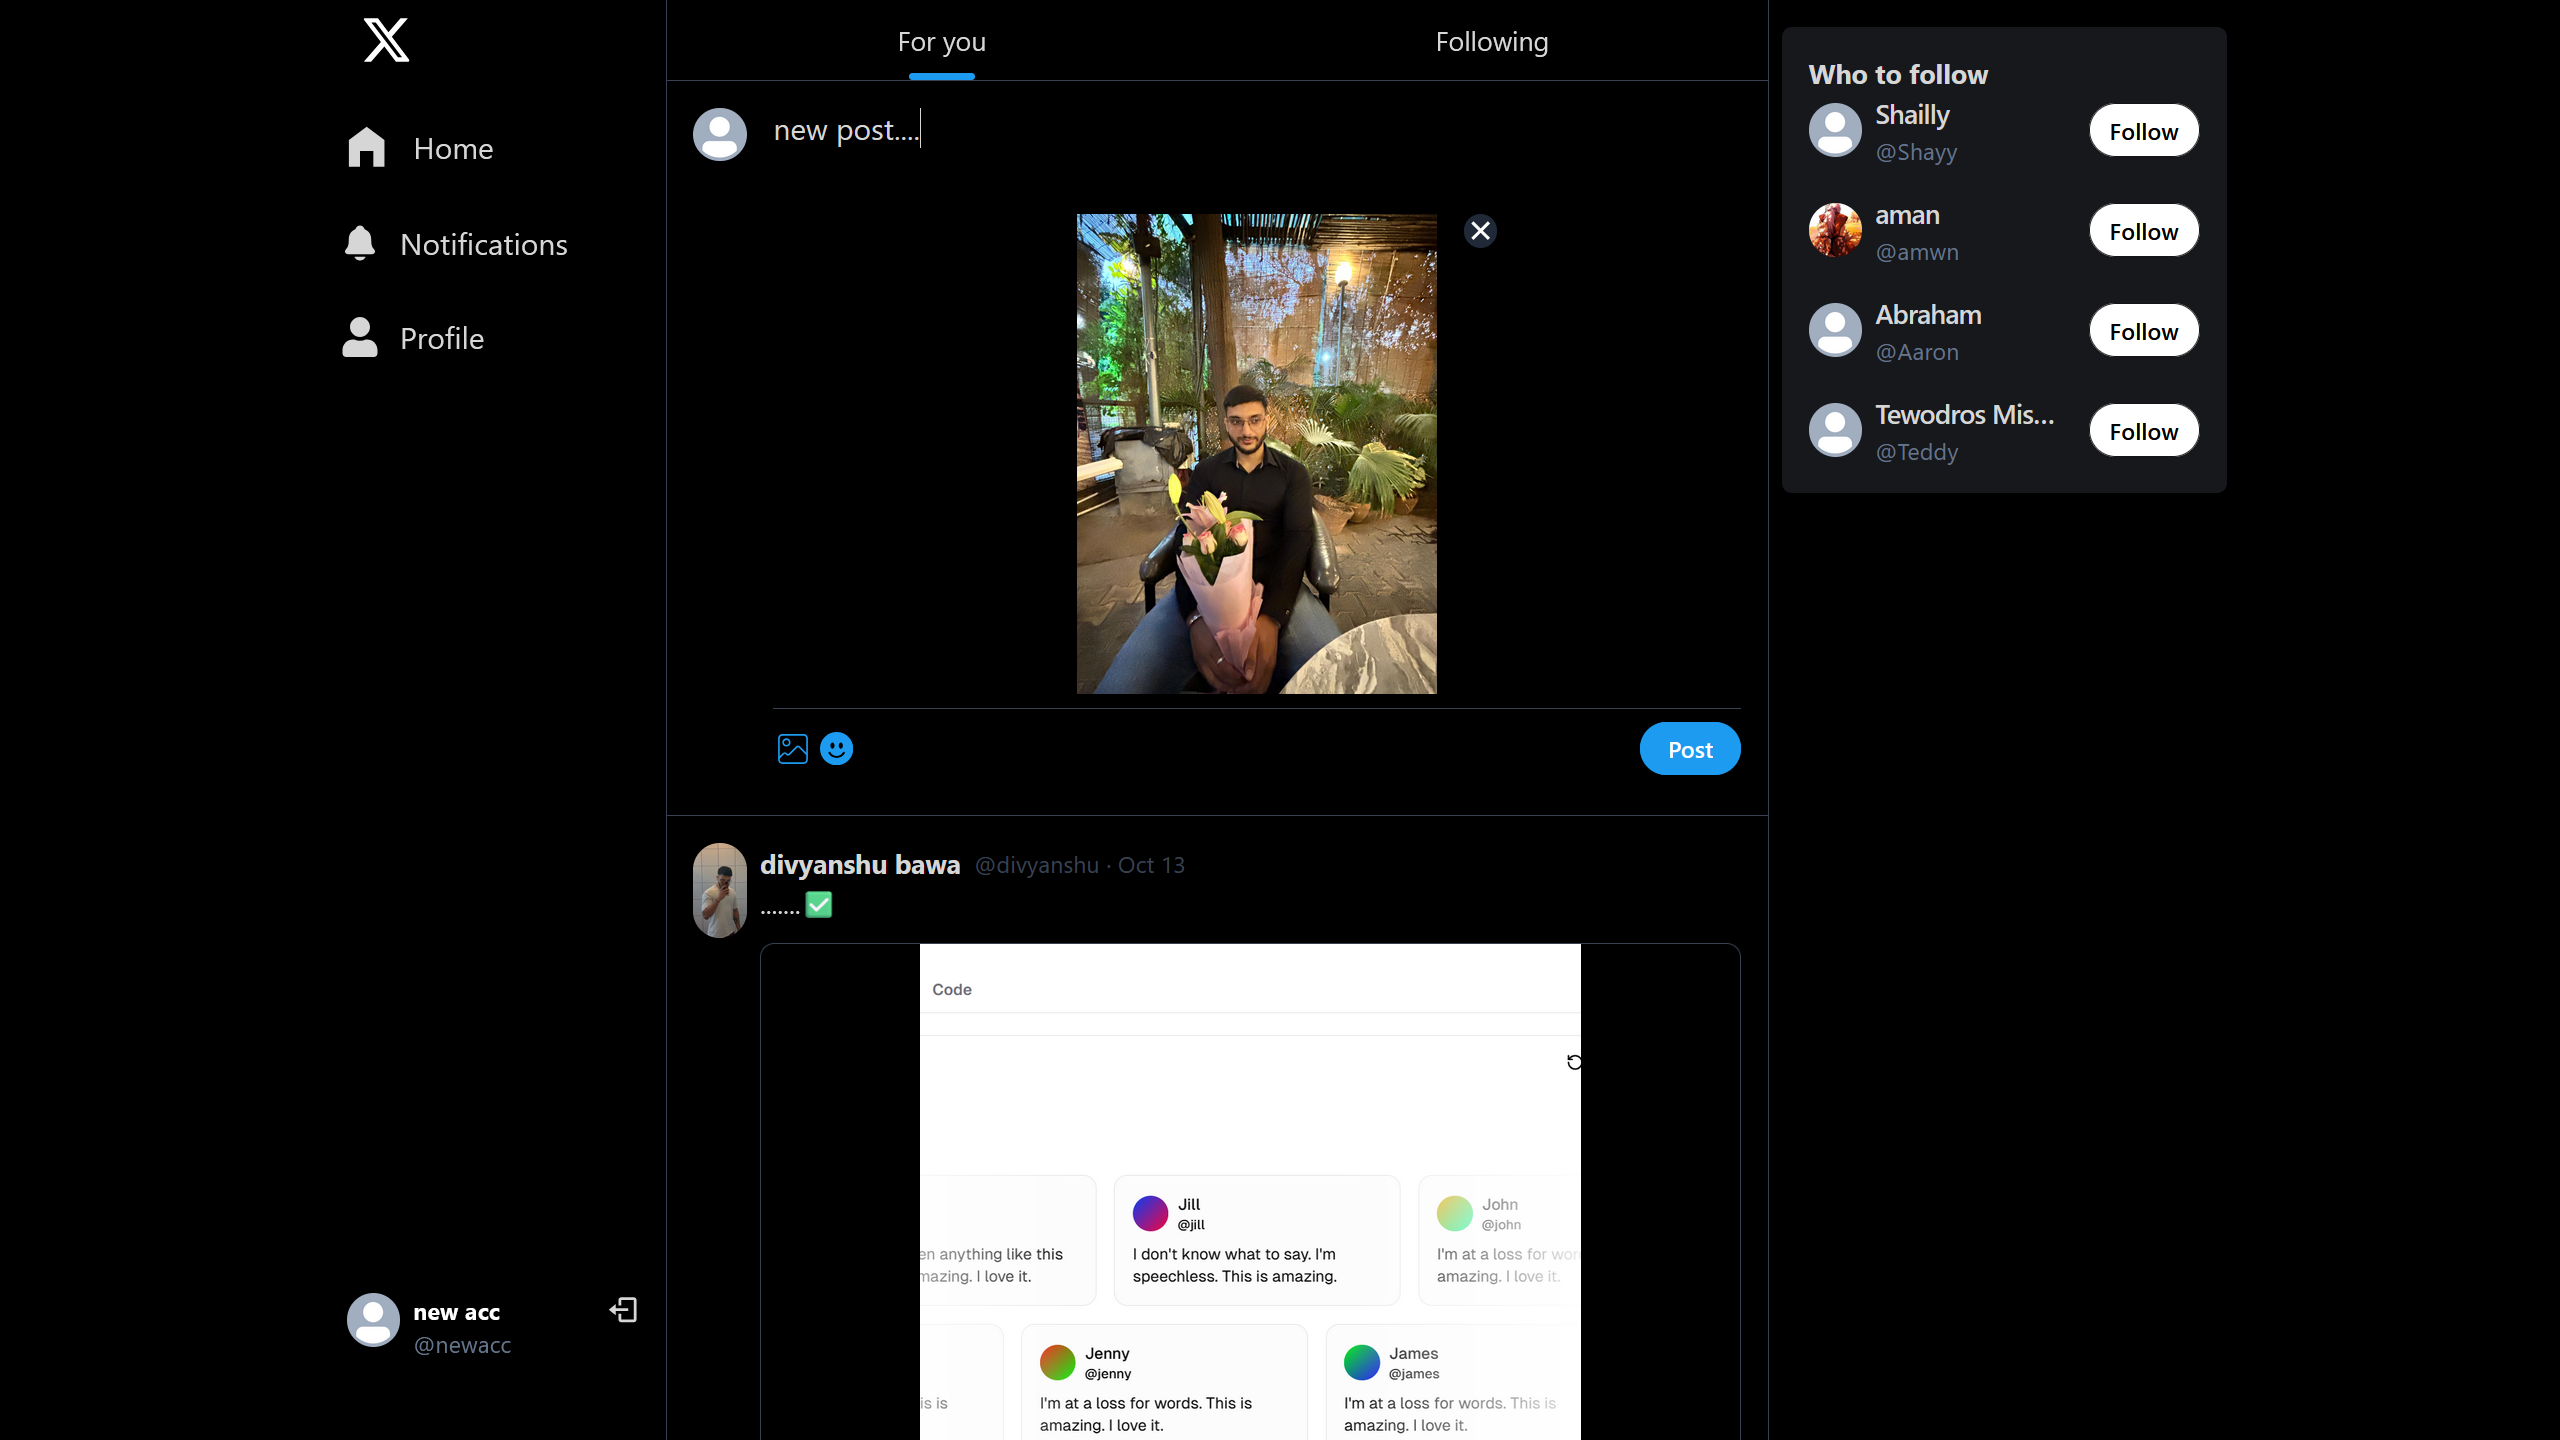 Home
Notifications
Profile
new acc
@newacc
For you
Following
new post....
Post
divyanshu bawa @divyanshu · Oct 13
....... ✅
Code
Jill
@jill
I don't know what to say. I'm
speechless. This is amazing.
John
@john
I'm at a loss for wor
amazing. I love it.
en anything like this
mazing. I love it.
Jenny
@jenny
I'm at a loss for words. This is
amazing. I love it.
James
@james
I'm at a loss for words. This is
amazing. I love it.
is is
Who to follow
Shailly
@Shayy
Follow
aman
@amwn
Follow
Abraham
@Aaron
Follow
Tewodros Mis...
@Teddy
Follow